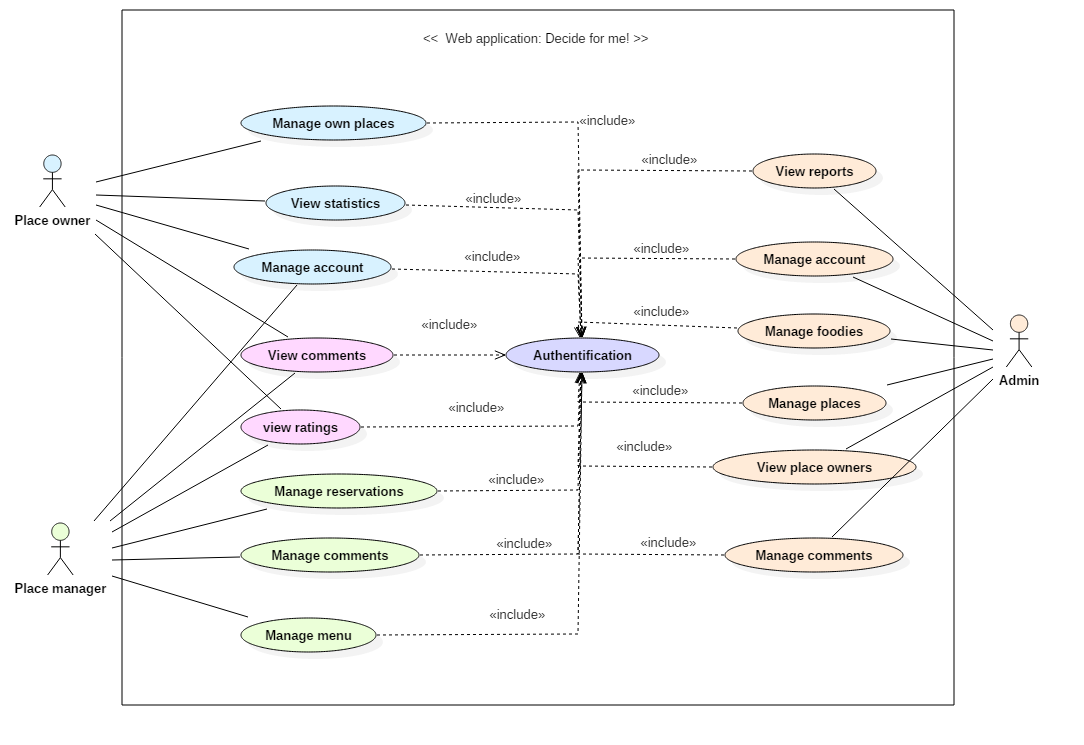 <<  Web application: Decide for me! >>
Manage own places
«include»
«include»
View reports
Place owner
View statistics
«include»
Manage account
«include»
«include»
Manage account
«include»
Manage foodies
«include»
View comments
Authentification
Admin
«include»
Manage places
«include»
view ratings
«include»
View place owners
Manage reservations
«include»
Manage comments
«include»
«include»
Manage comments
Place manager
«include»
Manage menu